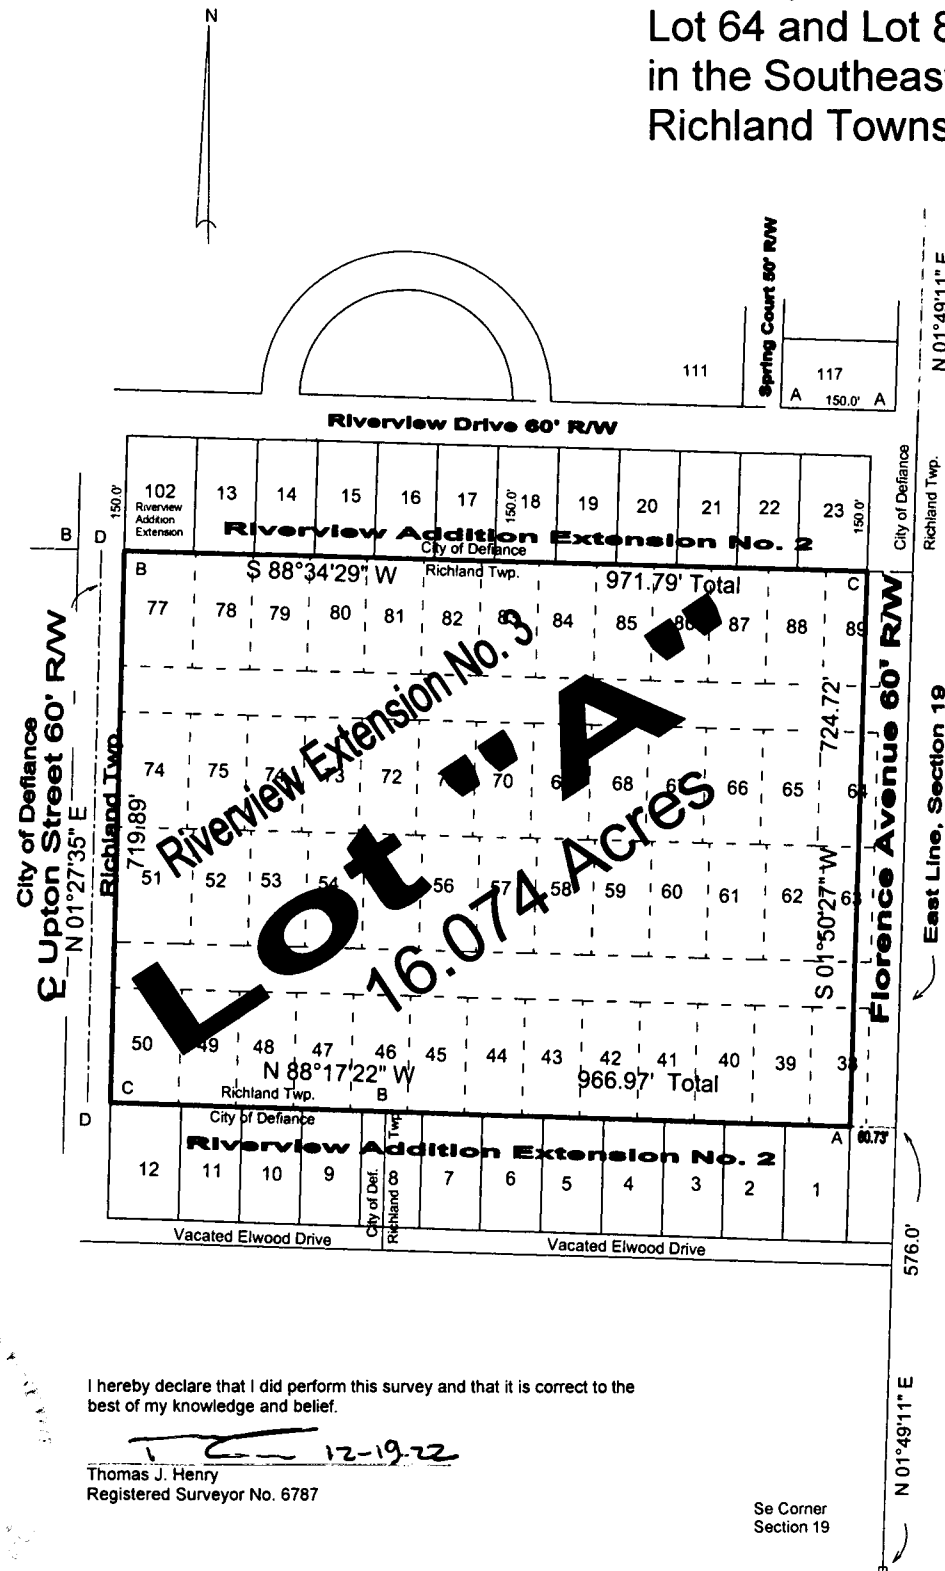 N
Lot 64 and Lot 8
in the Southeas
Richland Towns
Spring Court 50' R/W
N 01°49'11" E
111
117
A 150.0' A
Riverview Drive 60' R/W
City of Defiance
Richland Twp.
150.0'
102
Riverview
Addition
Extension
13 14 15 16 17 150.0' 18 19 20 21 22 23 150.0'
Riverview Addition Extension No. 2
City of Defiance
B D
B S 88°34'29" W Richland Twp. 971.79' Total C
77 78 79 80 81 82 83 84 85 86 87 88 89
Riverview Extension No. 3
Lot "A"
16.074 Acres
724.72'
S 01°50'27" W
74 75 73 72 70 68 66 65 64
719.89'
51 52 53 54 56 57 58 59 60 61 62 63
City of Defiance
℄ Upton Street 60' R/W
N 01°27'35" E
Richland Twp.
Florence Avenue 60' R/W
East Line, Section 19
50 49 48 47 46 45 44 43 42 41 40 39 38
N 88°17'22" W 966.97' Total
C Richland Twp. B
D
City of Defiance
A 60.73'
Riverview Addition Extension No. 2
12 11 10 9 8 7 6 5 4 3 2 1
City of Def.
Richland Twp.
Vacated Elwood Drive Vacated Elwood Drive
576.0'
I hereby declare that I did perform this survey and that it is correct to the
best of my knowledge and belief.
12-19-22
Thomas J. Henry
Registered Surveyor No. 6787
N 01°49'11" E
Se Corner
Section 19